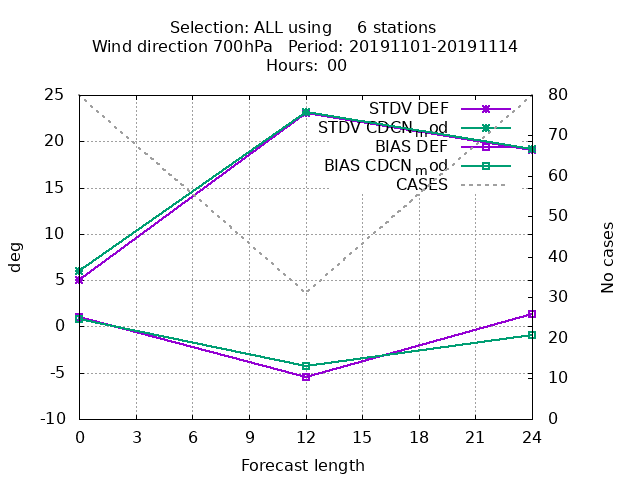 Selection: ALL using     6 stations
Wind direction 700hPa   Period: 20191101-20191114
Hours: 00
25
20
15
10
5
0
-5
-10
deg
STDV DEF
STDV CDCN_mod
BIAS DEF
BIAS CDCN_mod
CASES
80
70
60
50
40
30
20
10
0
No cases
0 3 6 9 12 15 18 21 24
Forecast length